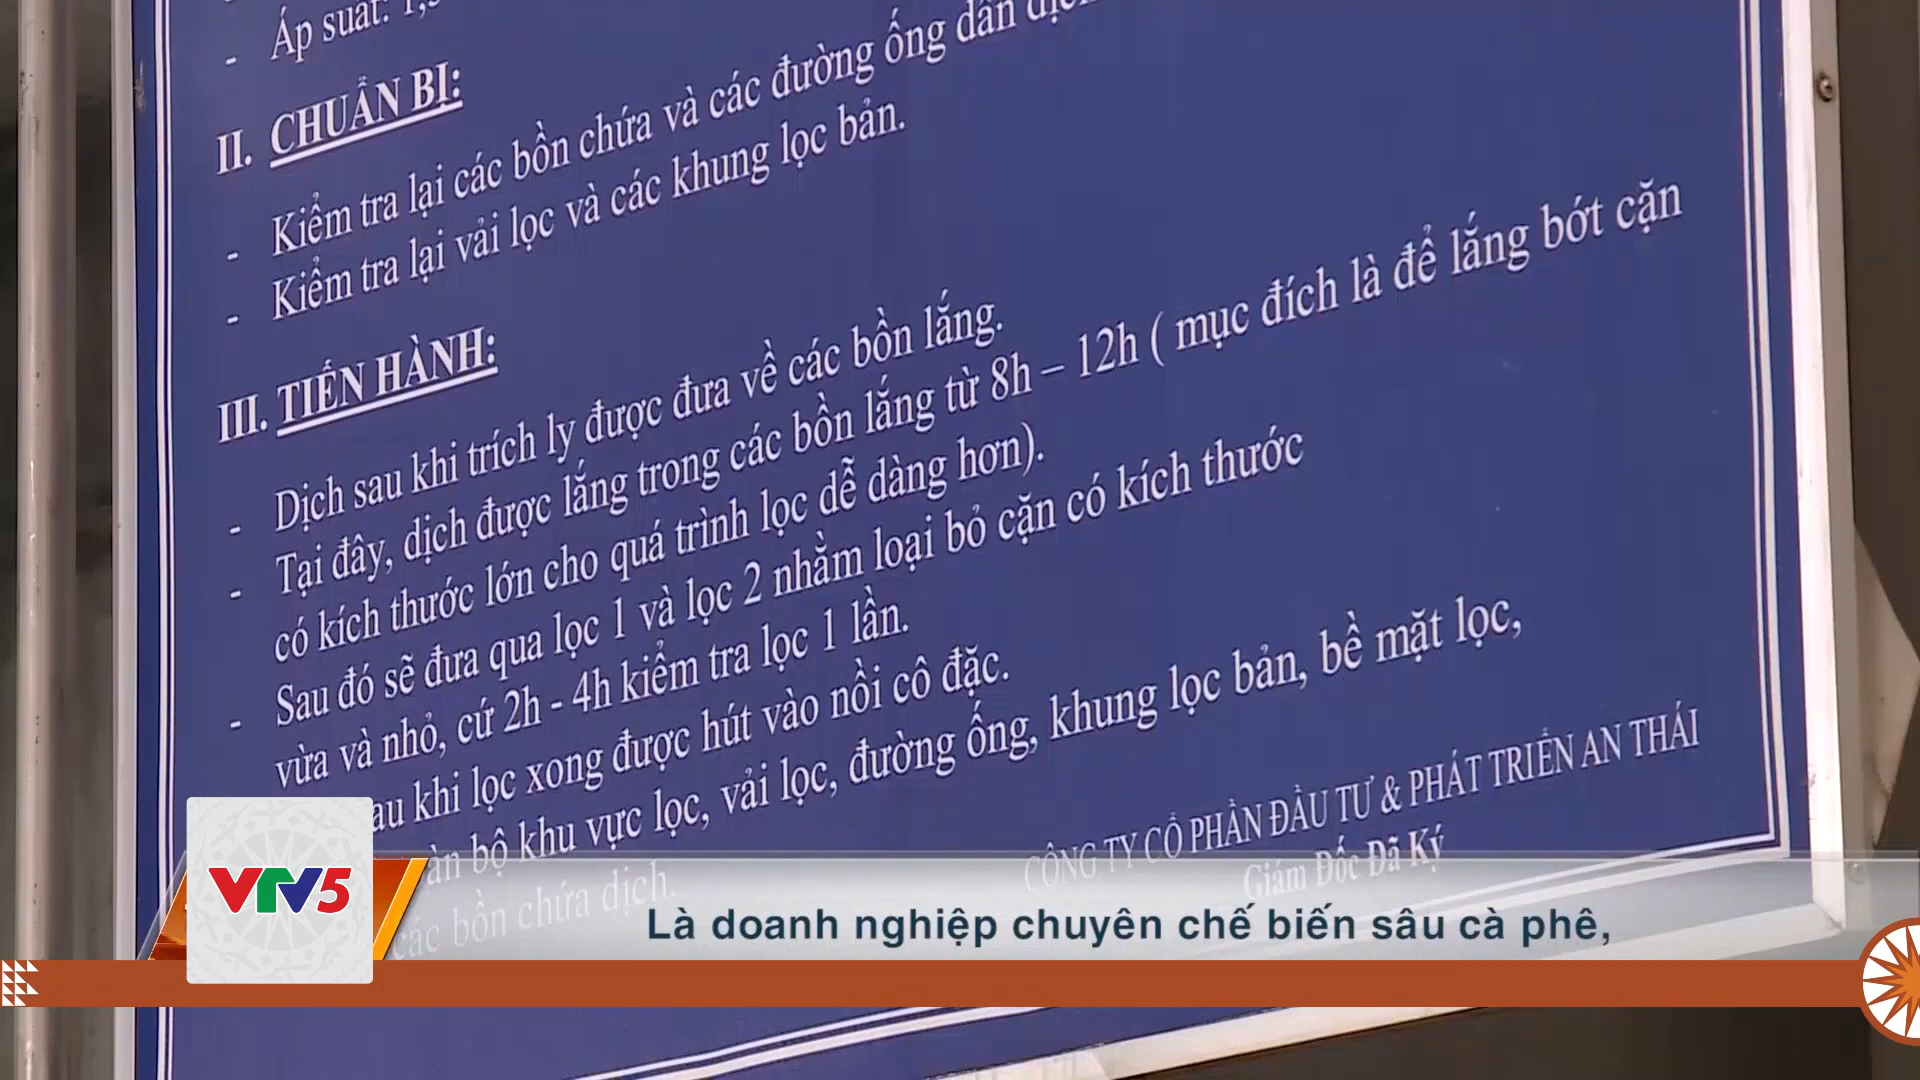 - Áp suất: 1,
II. CHUẨN BỊ:
- Kiểm tra lại các bồn chứa và các đường ống dẫn dịch
- Kiểm tra lại vải lọc và các khung lọc bản.
III. TIẾN HÀNH:
- Dịch sau khi trích ly được đưa về các bồn lắng.
- Tại đây, dịch được lắng trong các bồn lắng từ 8h – 12h ( mục đích là để lắng bớt cặn
có kích thước lớn cho quá trình lọc dễ dàng hơn).
- Sau đó sẽ đưa qua lọc 1 và lọc 2 nhằm loại bỏ cặn có kích thước
vừa và nhỏ, cứ 2h - 4h kiểm tra lọc 1 lần.
au khi lọc xong được hút vào nồi cô đặc.
àn bộ khu vực lọc, vải lọc, đường ống, khung lọc bản, bề mặt lọc,
các bồn chứa dịch.
CÔNG TY CỔ PHẦN ĐẦU TƯ & PHÁT TRIỂN AN THÁI
Giám Đốc Đã Ký
VTV5
Là doanh nghiệp chuyên chế biến sâu cà phê,